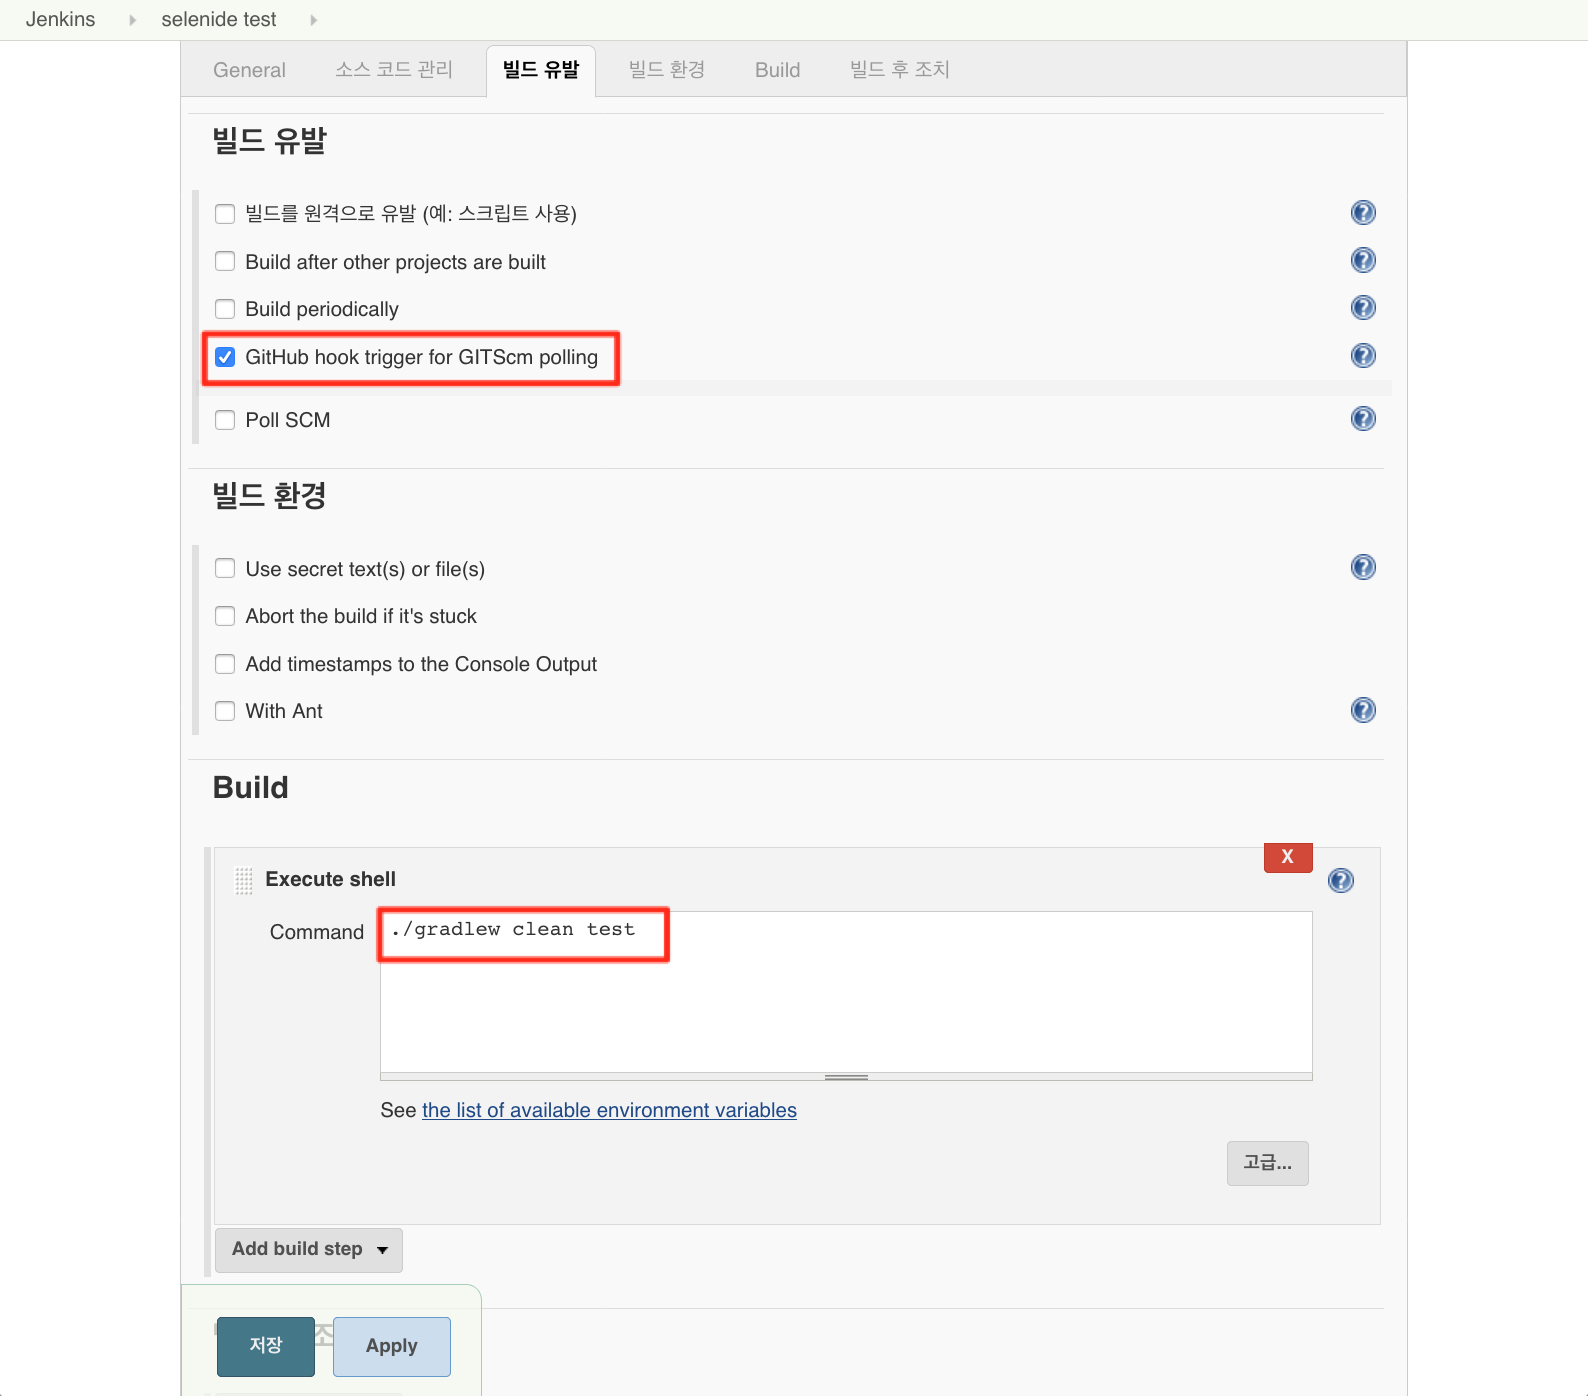 Jenkins selenide test
General 소스 코드 관리 빌드 유발 빌드 환경 Build 빌드 후 조치
빌드 유발
빌드를 원격으로 유발 (예: 스크립트 사용)
Build after other projects are built
Build periodically
GitHub hook trigger for GITScm polling
Poll SCM
빌드 환경
Use secret text(s) or file(s)
Abort the build if it's stuck
Add timestamps to the Console Output
With Ant
Build
X
Execute shell
Command ./gradlew clean test
See the list of available environment variables
고급...
Add build step
저장 Apply